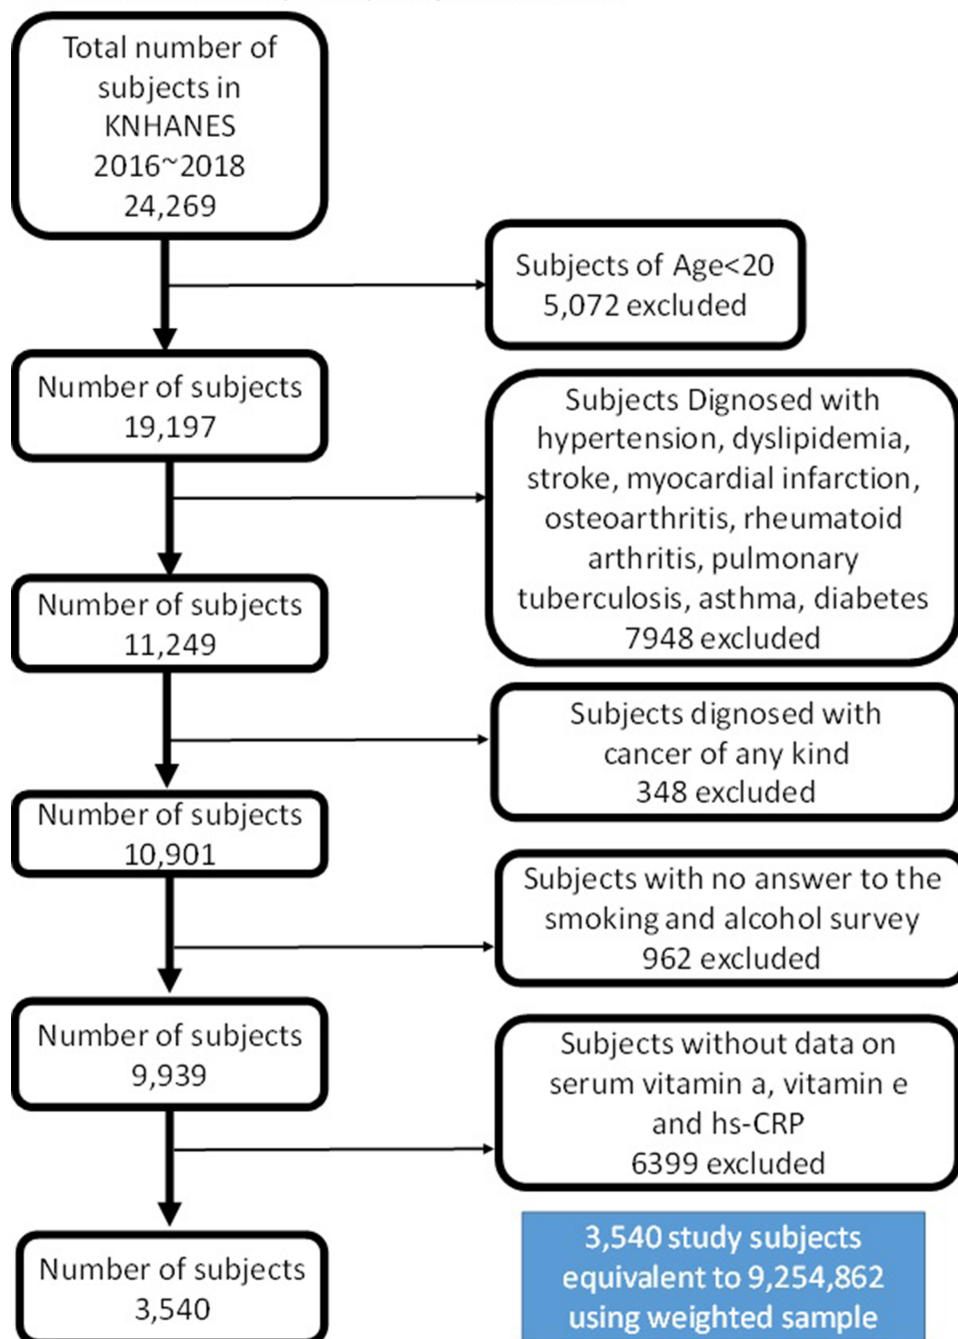 Total number of
subjects in
KNHANES
2016~2018
24,269
Subjects of Age<20
5,072 excluded
Number of subjects
19,197
Subjects Dignosed with
hypertension, dyslipidemia,
stroke, myocardial infarction,
osteoarthritis, rheumatoid
arthritis, pulmonary
tuberculosis, asthma, diabetes
7948 excluded
Number of subjects
11,249
Subjects dignosed with
cancer of any kind
348 excluded
Number of subjects
10,901
Subjects with no answer to the
smoking and alcohol survey
962 excluded
Number of subjects
9,939
Subjects without data on
serum vitamin a, vitamin e
and hs-CRP
6399 excluded
Number of subjects
3,540
3,540 study subjects
equivalent to 9,254,862
using weighted sample